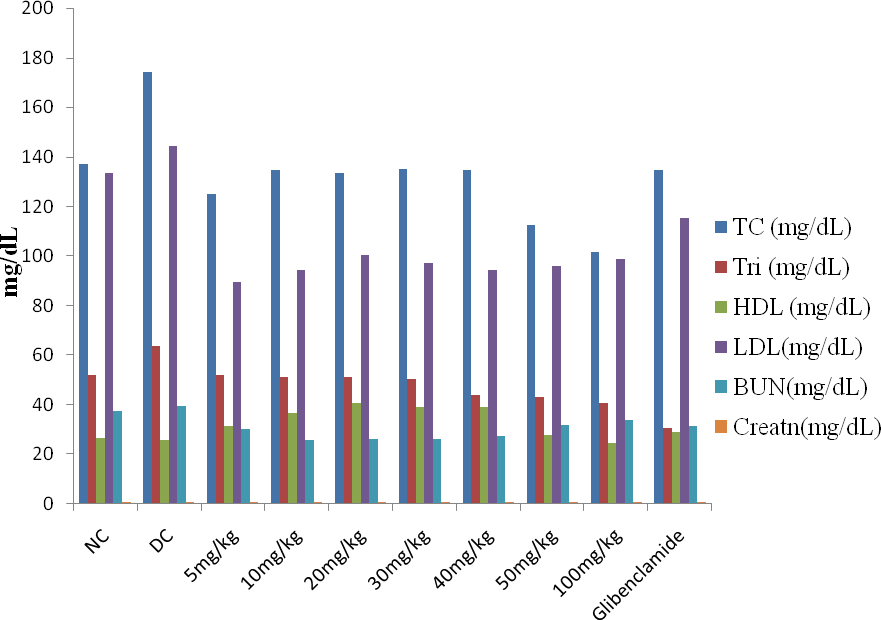 200
180
160
140
120
100
80
60
40
20
0
mg/dL
NC
DC
5mg/kg
10mg/kg
20mg/kg
30mg/kg
40mg/kg
50mg/kg
100mg/kg
Glibenclamide
TC (mg/dL)
Tri (mg/dL)
HDL (mg/dL)
LDL(mg/dL)
BUN(mg/dL)
Creatn(mg/dL)